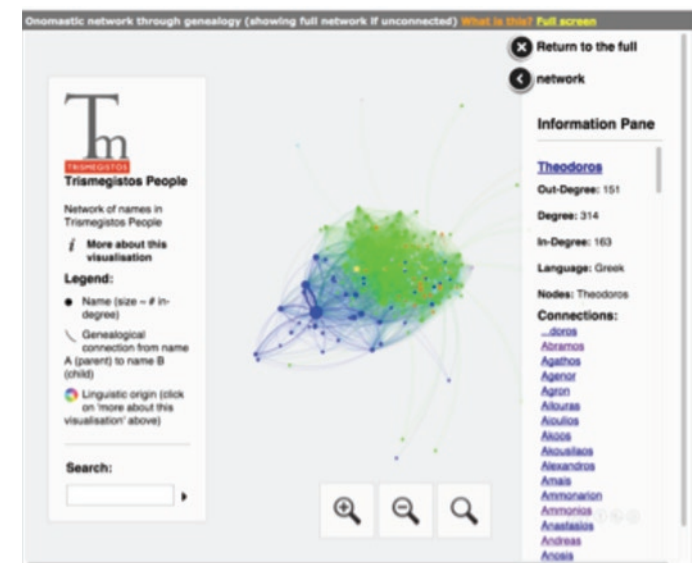 Onomastic network through genealogy (showing full network if unconnected) What is this? Full screen
Tm
TRISMEGISTOS
Trismegistos People
Network of names in
Trismegistos People
i More about this
visualisation
Legend:
Name (size ~ # in-
degree)
Genealogical
connection from name
A (parent) to name B
(child)
Linguistic origin (click
on 'more about this
visualisation' above)
Search:
Return to the full
network
Information Pane
Theodoros
Out-Degree: 151
Degree: 314
In-Degree: 163
Language: Greek
Nodes: Theodoros
Connections:
...doros
Abramos
Agathos
Agenor
Agron
Ailouras
Aioulios
Akoos
Akousilaos
Alexandros
Amais
Ammonarion
Ammonios
Anastasios
Andreas
Anosis